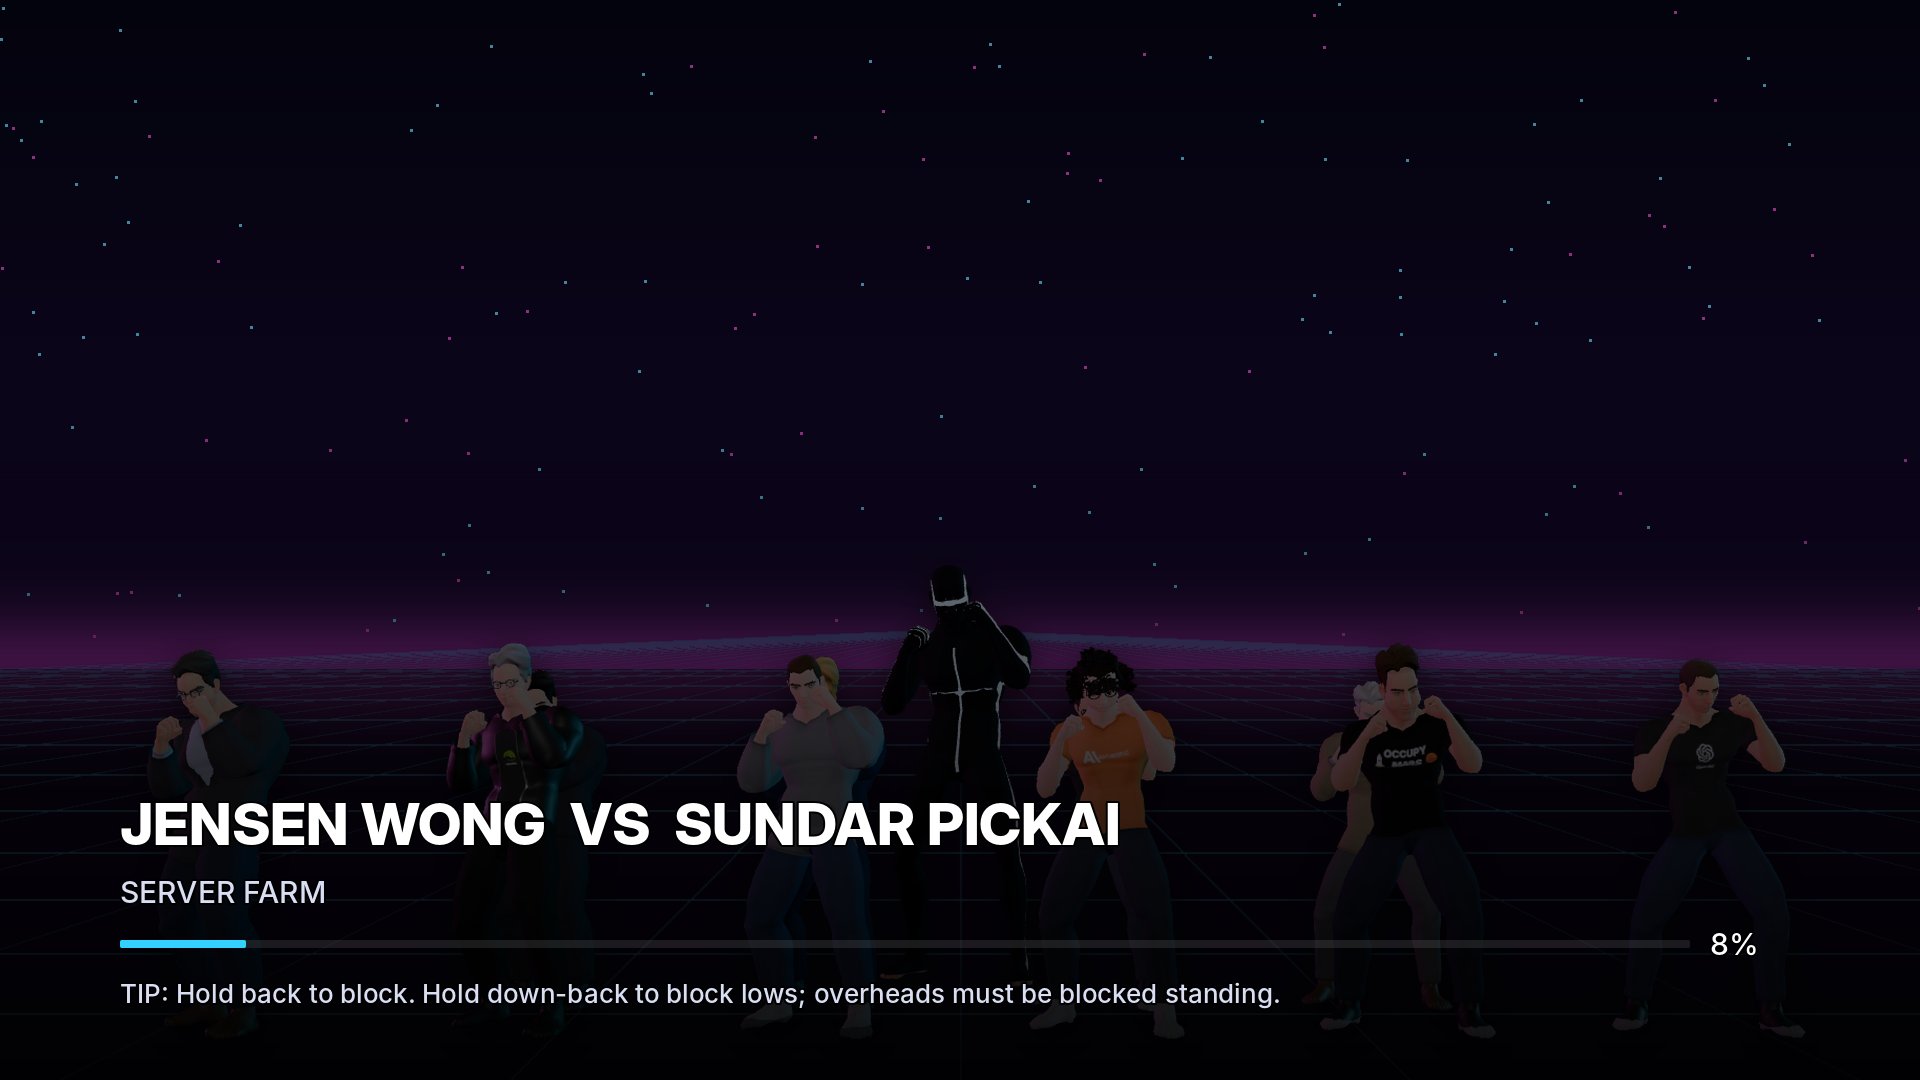 OCCUPY
MARS
JENSEN WONG VS SUNDAR PICKAI
SERVER FARM
8%
TIP: Hold back to block. Hold down-back to block lows; overheads must be blocked standing.